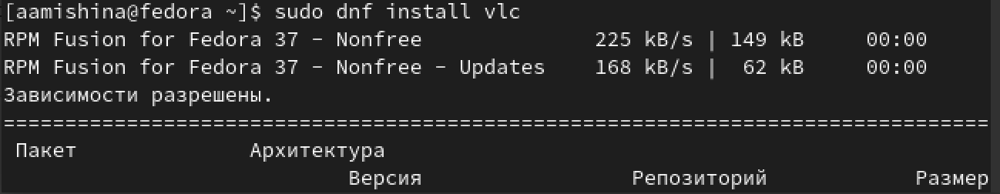 [aamishina@fedora ~]$ sudo dnf install vlc
RPM Fusion for Fedora 37 - Nonfree 225 kB/s | 149 kB 00:00
RPM Fusion for Fedora 37 - Nonfree - Updates 168 kB/s | 62 kB 00:00
Зависимости разрешены.
================================================================================
Пакет Архитектура
Версия Репозиторий Размер